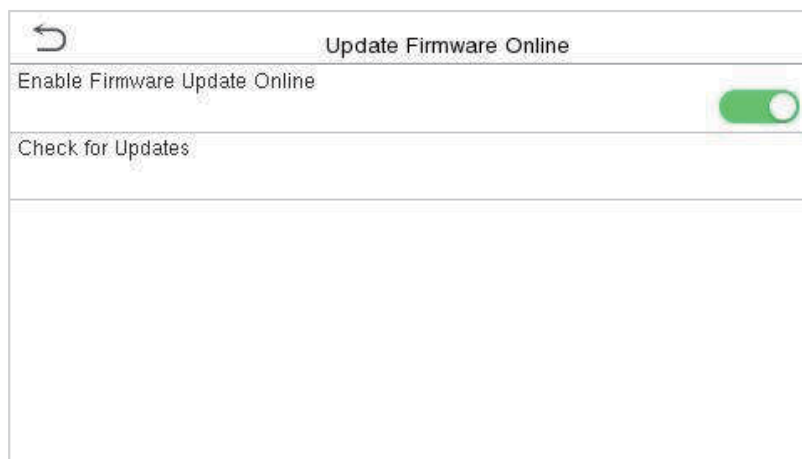 Update Firmware Online
Enable Firmware Update Online
Check for Updates